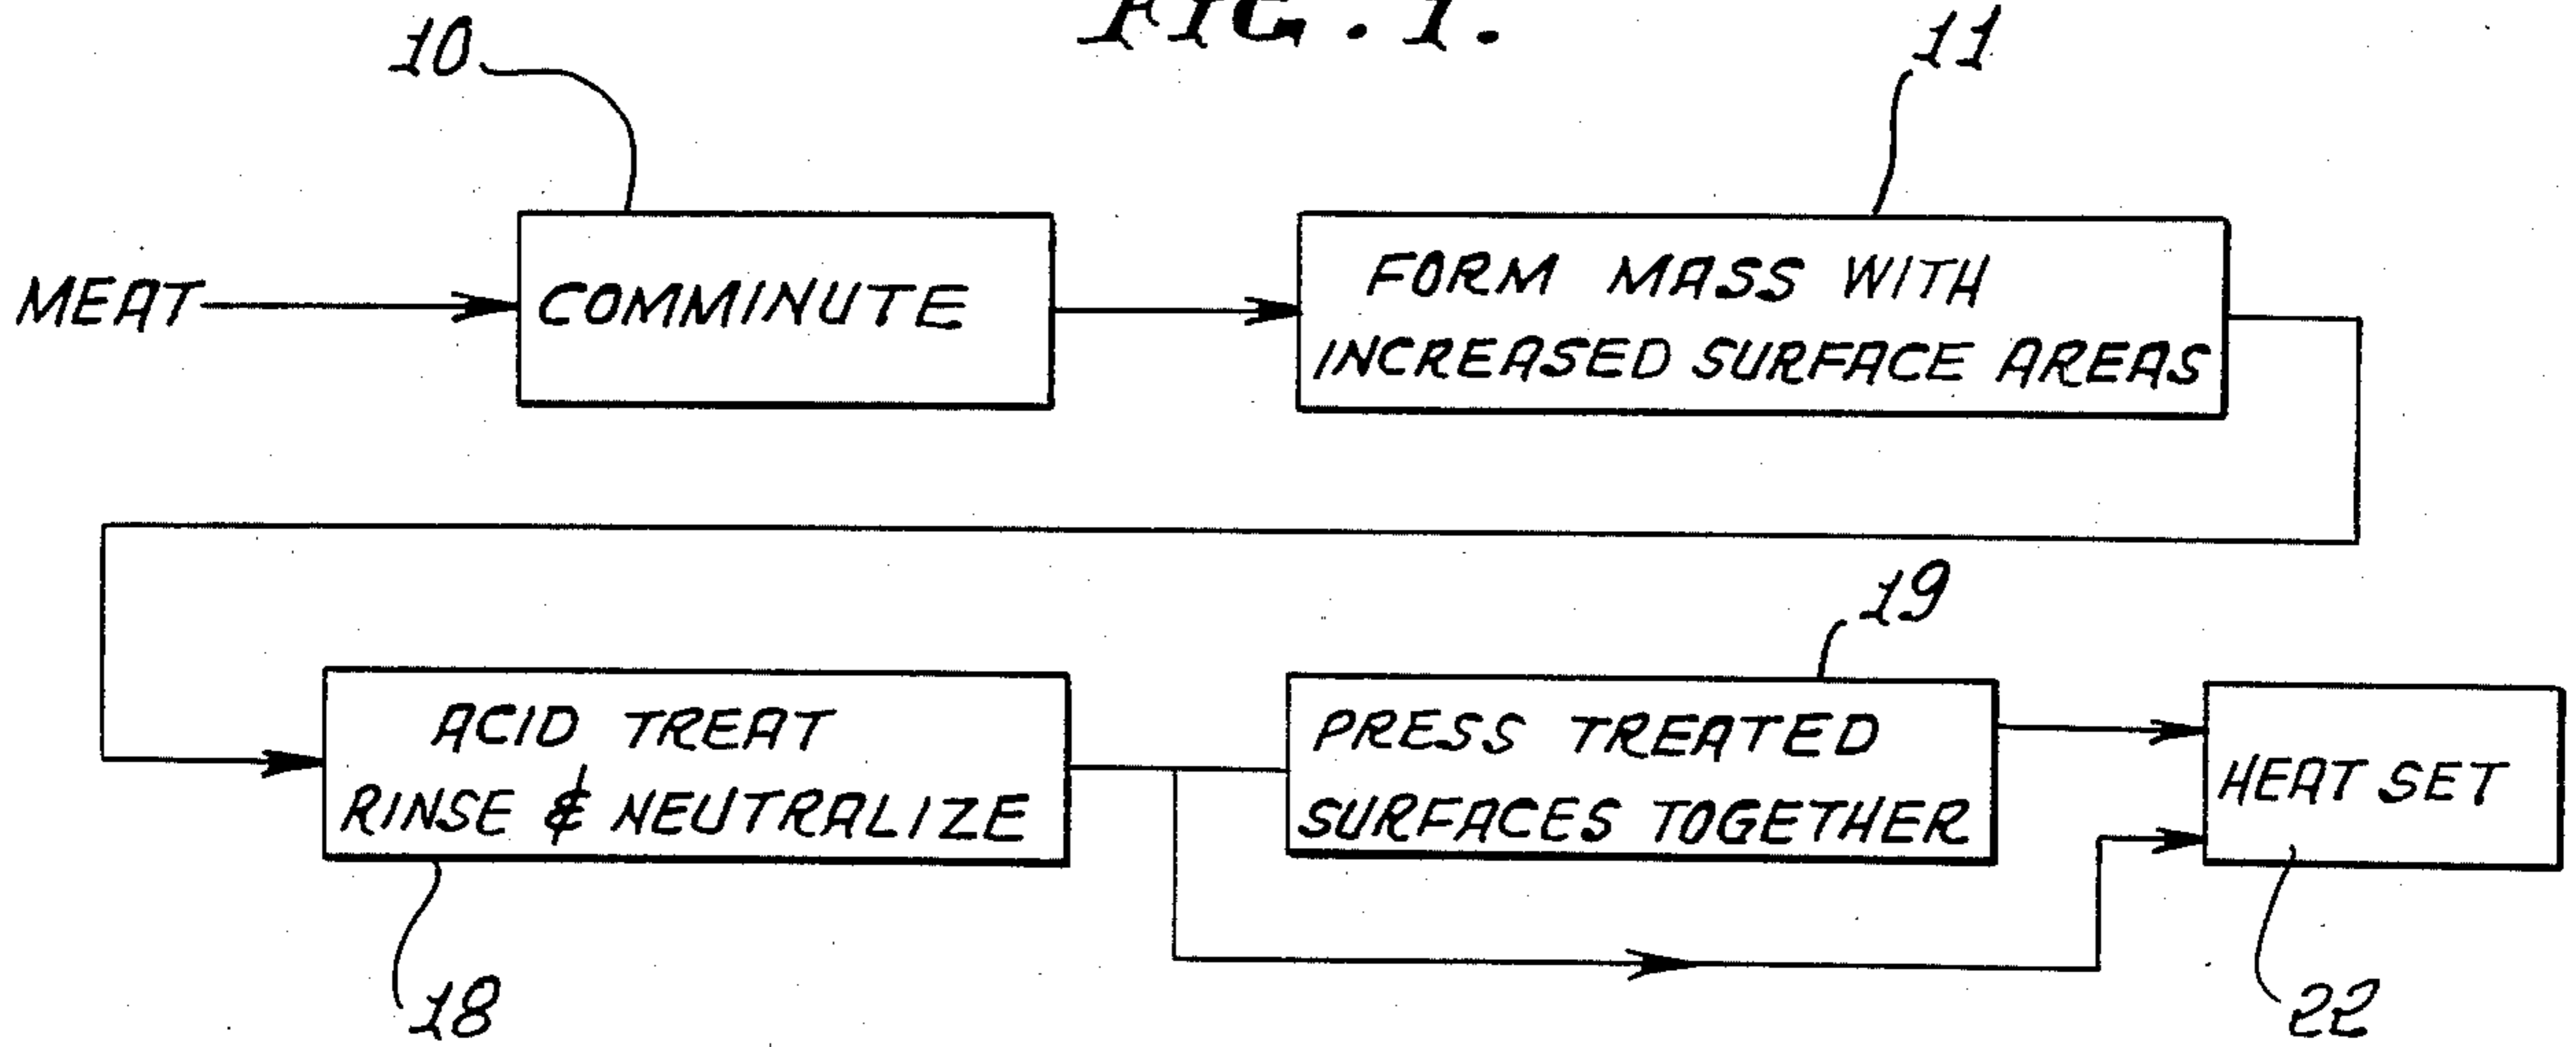 FIG. 1.
10
11
MEAT
COMMINUTE
FORM MASS WITH
INCREASED SURFACE AREAS
19
ACID TREAT
RINSE & NEUTRALIZE
PRESS TREATED
SURFACES TOGETHER
HEAT SET
18
22